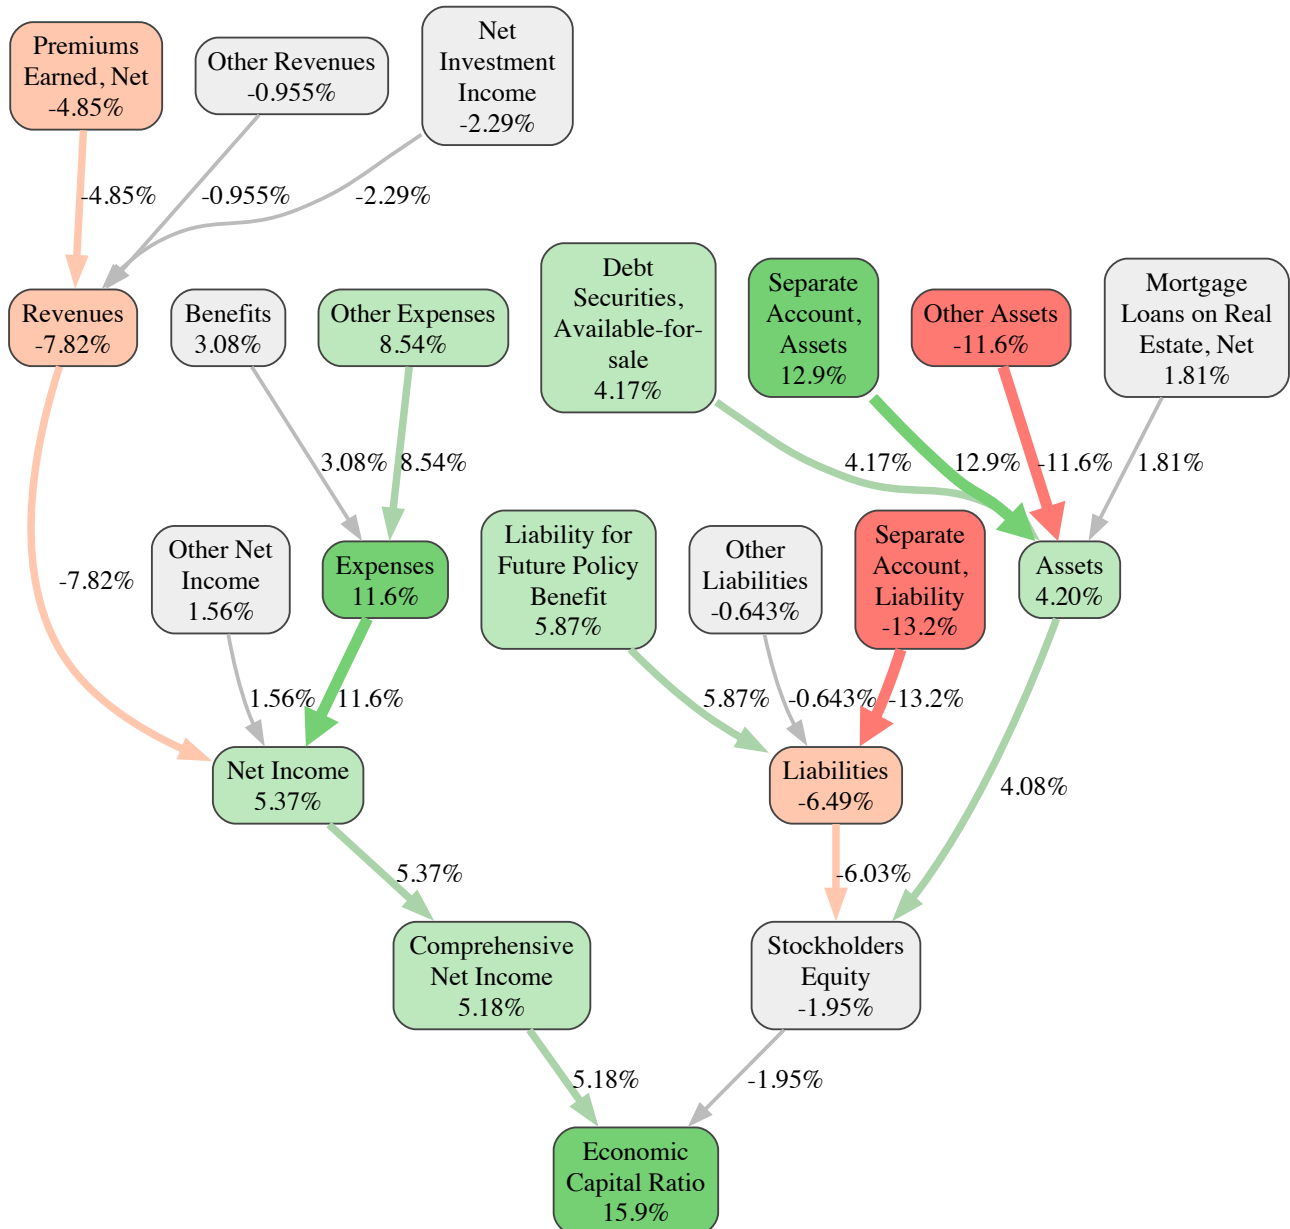 Premiums
Earned, Net
-4.85%
Other Revenues
-0.955%
Net
Investment
Income
-2.29%
-4.85%
-0.955%
-2.29%
Revenues
-7.82%
Benefits
3.08%
Other Expenses
8.54%
Debt
Securities,
Available-for-
sale
4.17%
Separate
Account,
Assets
12.9%
Other Assets
-11.6%
Mortgage
Loans on Real
Estate, Net
1.81%
3.08%
8.54%
4.17%
12.9%
-11.6%
1.81%
-7.82%
Other Net
Income
1.56%
Expenses
11.6%
Liability for
Future Policy
Benefit
5.87%
Other
Liabilities
-0.643%
Separate
Account,
Liability
-13.2%
Assets
4.20%
1.56%
11.6%
5.87%
-0.643%
-13.2%
Net Income
5.37%
Liabilities
-6.49%
4.08%
5.37%
-6.03%
Comprehensive
Net Income
5.18%
Stockholders
Equity
-1.95%
5.18%
-1.95%
Economic
Capital Ratio
15.9%